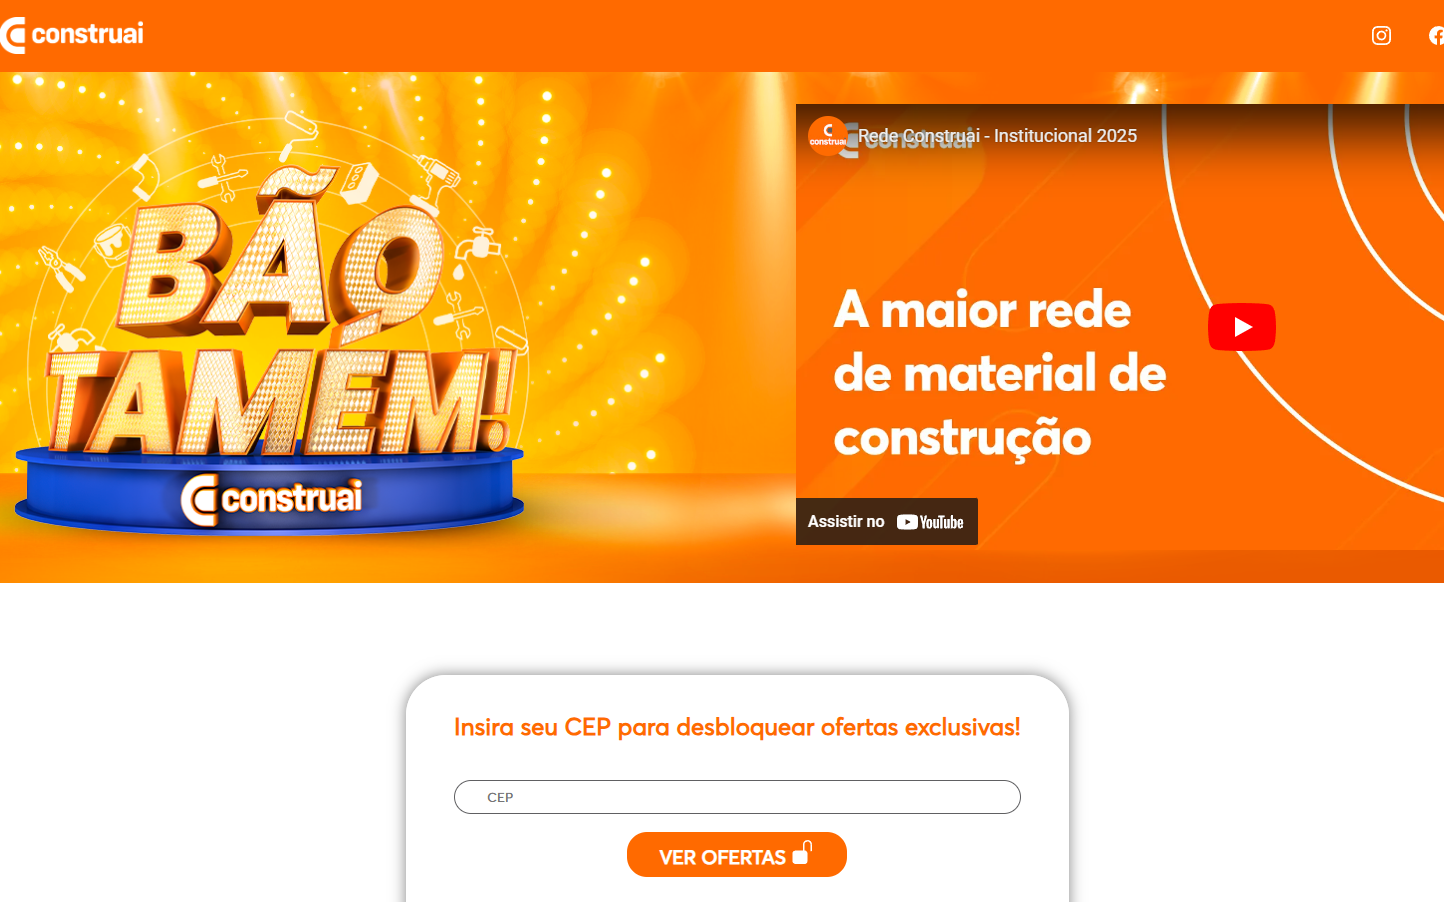 construai
BÃO
TAMÉM!
construai
construai
Rede Construai - Institucional 2025
construai
A maior rede
de material de
construção
Assistir no YouTube
Insira seu CEP para desbloquear ofertas exclusivas!
CEP
VER OFERTAS